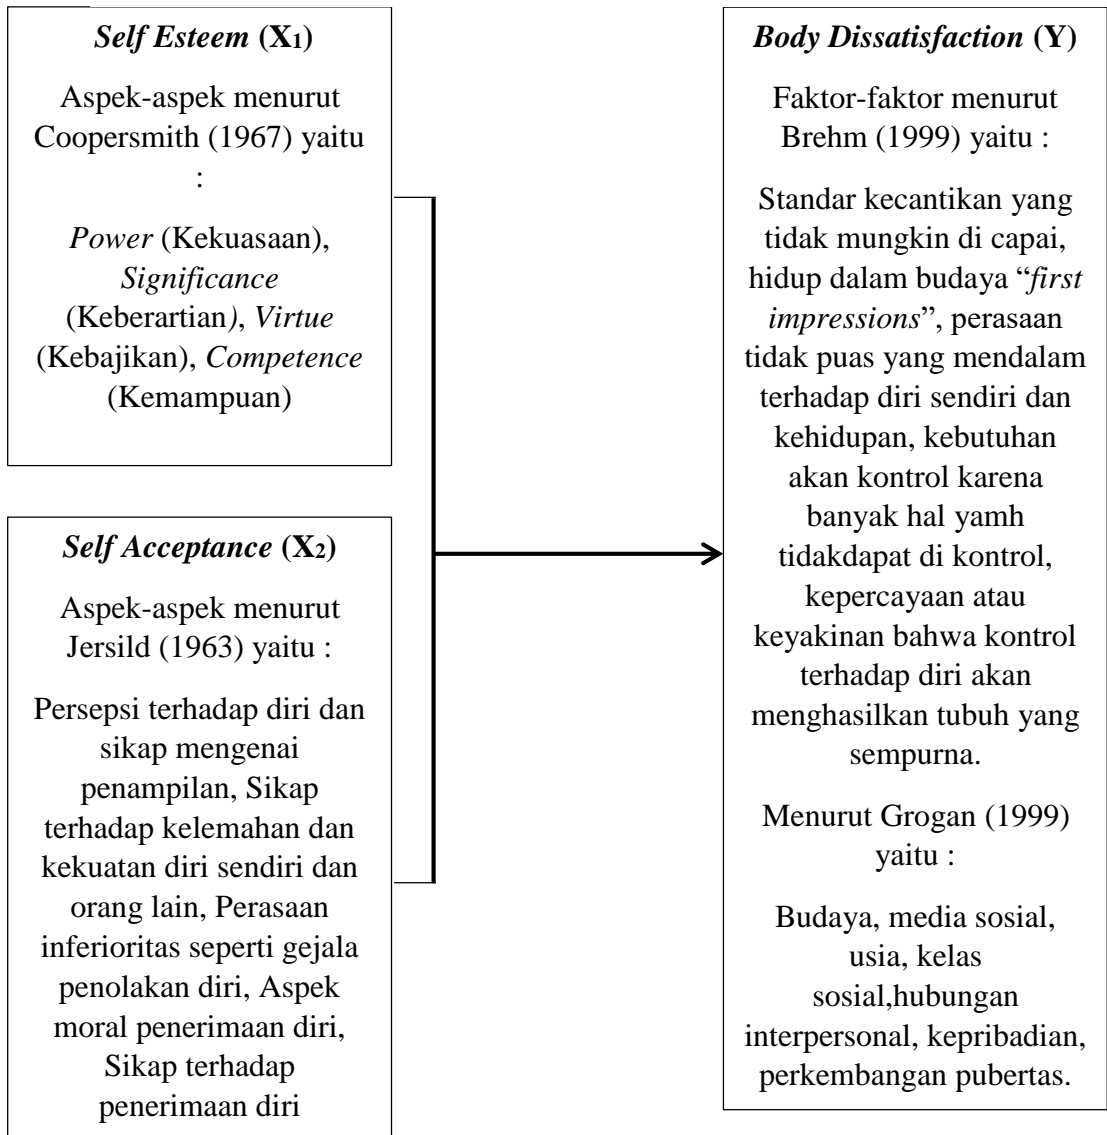 Self Esteem (X1)
Aspek-aspek menurut
Coopersmith (1967) yaitu
:
Power (Kekuasaan),
Significance
(Keberartian), Virtue
(Kebajikan), Competence
(Kemampuan)
Self Acceptance (X2)
Aspek-aspek menurut
Jersild (1963) yaitu :
Persepsi terhadap diri dan
sikap mengenai
penampilan, Sikap
terhadap kelemahan dan
kekuatan diri sendiri dan
orang lain, Perasaan
inferioritas seperti gejala
penolakan diri, Aspek
moral penerimaan diri,
Sikap terhadap
penerimaan diri
Body Dissatisfaction (Y)
Faktor-faktor menurut
Brehm (1999) yaitu :
Standar kecantikan yang
tidak mungkin di capai,
hidup dalam budaya “first
impressions”, perasaan
tidak puas yang mendalam
terhadap diri sendiri dan
kehidupan, kebutuhan
akan kontrol karena
banyak hal yamh
tidakdapat di kontrol,
kepercayaan atau
keyakinan bahwa kontrol
terhadap diri akan
menghasilkan tubuh yang
sempurna.
Menurut Grogan (1999)
yaitu :
Budaya, media sosial,
usia, kelas
sosial,hubungan
interpersonal, kepribadian,
perkembangan pubertas.